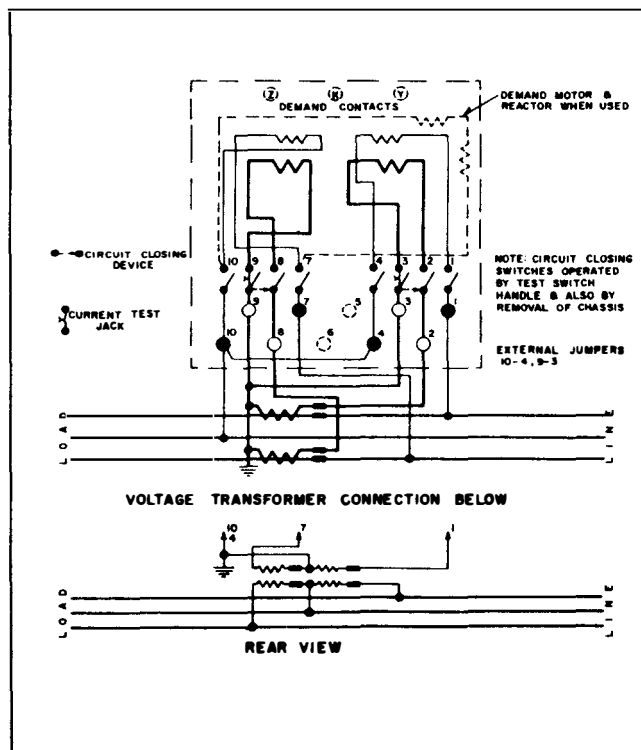 Z K Y
DEMAND CONTACTS
DEMAND MOTOR &
REACTOR WHEN USED
CIRCUIT CLOSING
DEVICE
CURRENT TEST
JACK
10 9 8 7 4 3 2 1
9 7 5 3 1
10 8 6 4 2
NOTE: CIRCUIT CLOSING
SWITCHES OPERATED
BY TEST SWITCH
HANDLE & ALSO BY
REMOVAL OF CHASSIS
EXTERNAL JUMPERS
10-4, 9-3
LOAD
LINE
VOLTAGE TRANSFORMER CONNECTION BELOW
10 7 1
4
LOAD
LINE
REAR VIEW